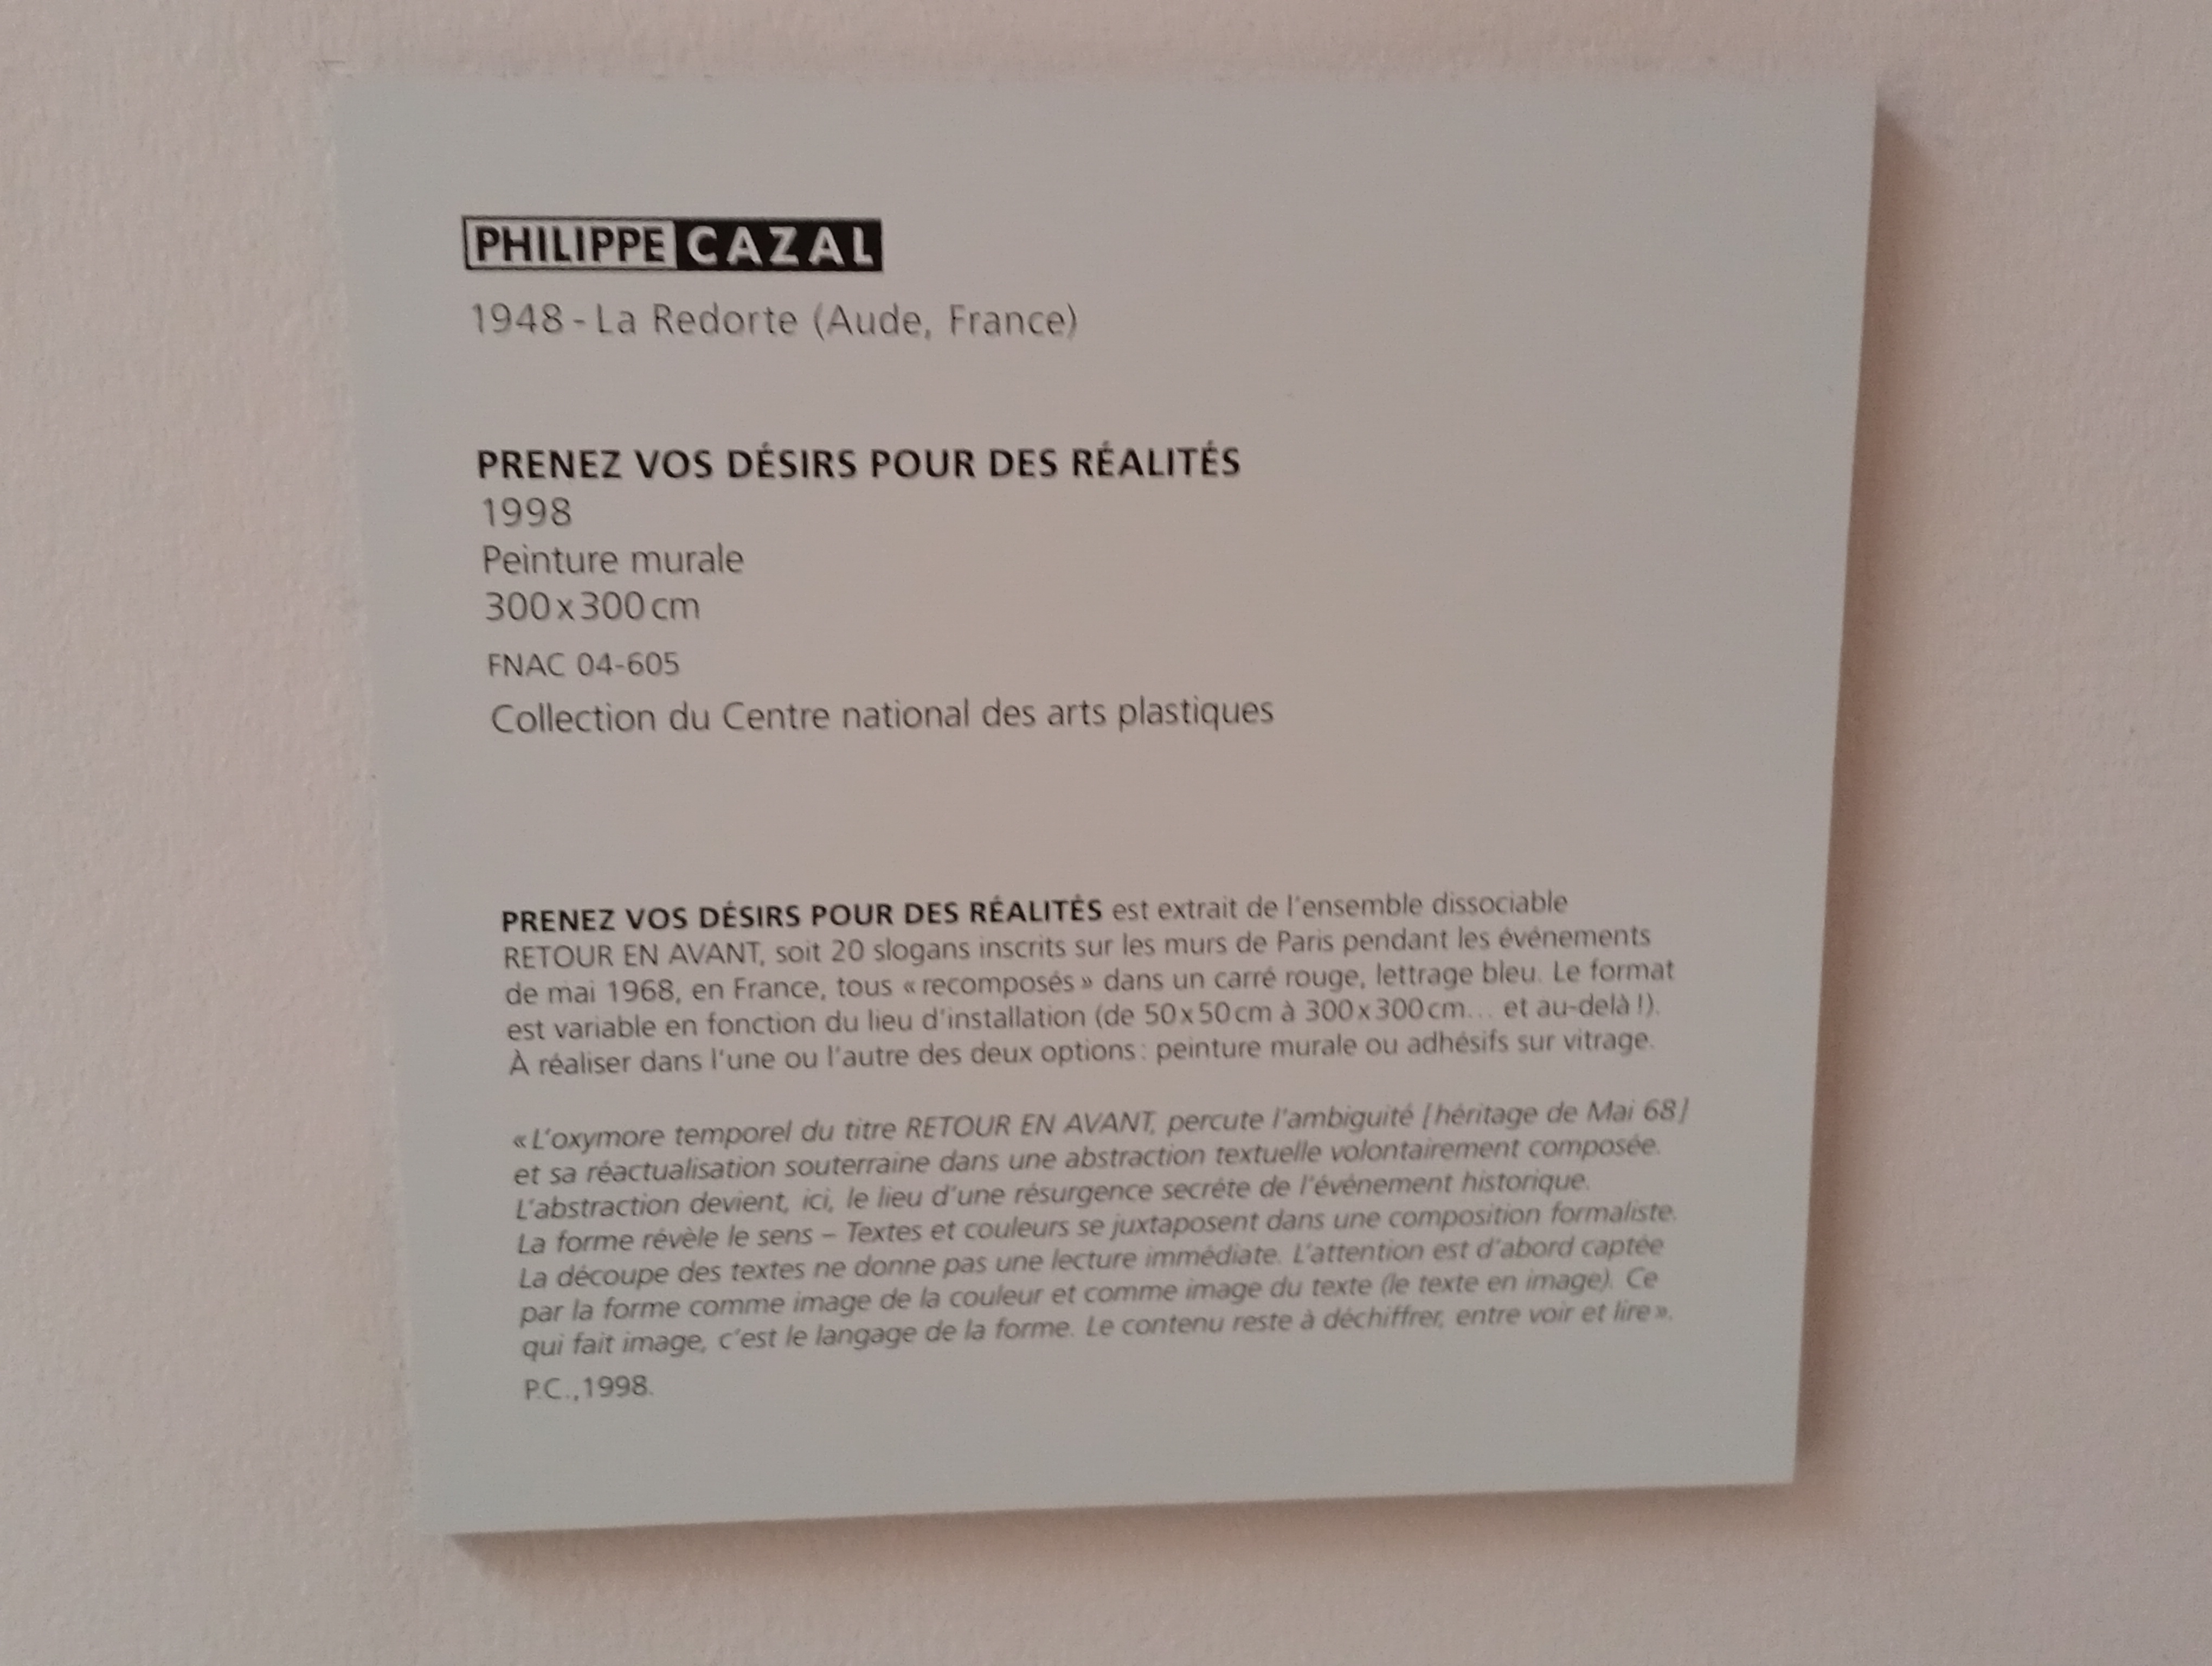 PHILIPPE CAZAL
1948 - La Redorte (Aude, France)
PRENEZ VOS DÉSIRS POUR DES RÉALITÉS
1998
Peinture murale
300 x 300 cm
FNAC 04-605
Collection du Centre national des arts plastiques
PRENEZ VOS DÉSIRS POUR DES RÉALITÉS est extrait de l'ensemble dissociable
RETOUR EN AVANT, soit 20 slogans inscrits sur les murs de Paris pendant les événements
de mai 1968, en France, tous « recomposés » dans un carré rouge, lettrage bleu. Le format
est variable en fonction du lieu d'installation (de 50 x 50 cm à 300 x 300 cm... et au-delà !).
À réaliser dans l'une ou l'autre des deux options : peinture murale ou adhésifs sur vitrage.
« L'oxymore temporel du titre RETOUR EN AVANT, percute l'ambiguité [héritage de Mai 68]
et sa réactualisation souterraine dans une abstraction textuelle volontairement composée.
L'abstraction devient, ici, le lieu d'une résurgence secrète de l'événement historique.
La forme révèle le sens – Textes et couleurs se juxtaposent dans une composition formaliste.
La découpe des textes ne donne pas une lecture immédiate. L'attention est d'abord captée
par la forme comme image de la couleur et comme image du texte (le texte en image). Ce
qui fait image, c'est le langage de la forme. Le contenu reste à déchiffrer, entre voir et lire ».
P.C.,1998.